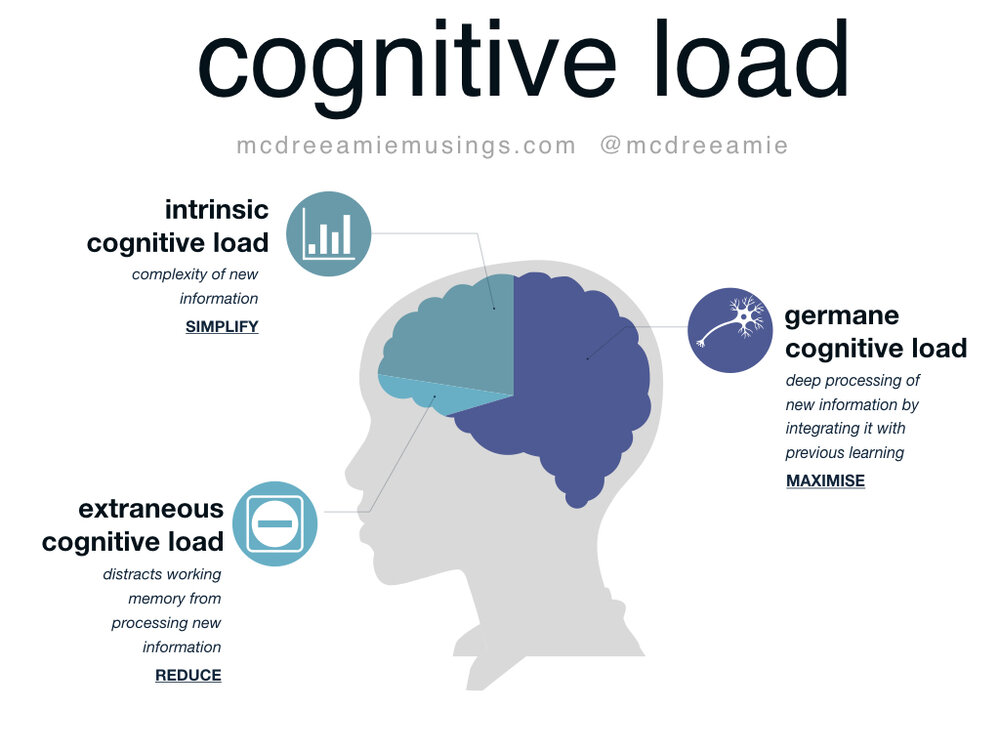 cognitive load
mcdreeamiemusings.com @mcdreeamie
intrinsic
cognitive load
complexity of new
information
SIMPLIFY
germane
cognitive load
deep processing of
new information by
integrating it with
previous learning
MAXIMISE
extraneous
cognitive load
distracts working
memory from
processing new
information
REDUCE